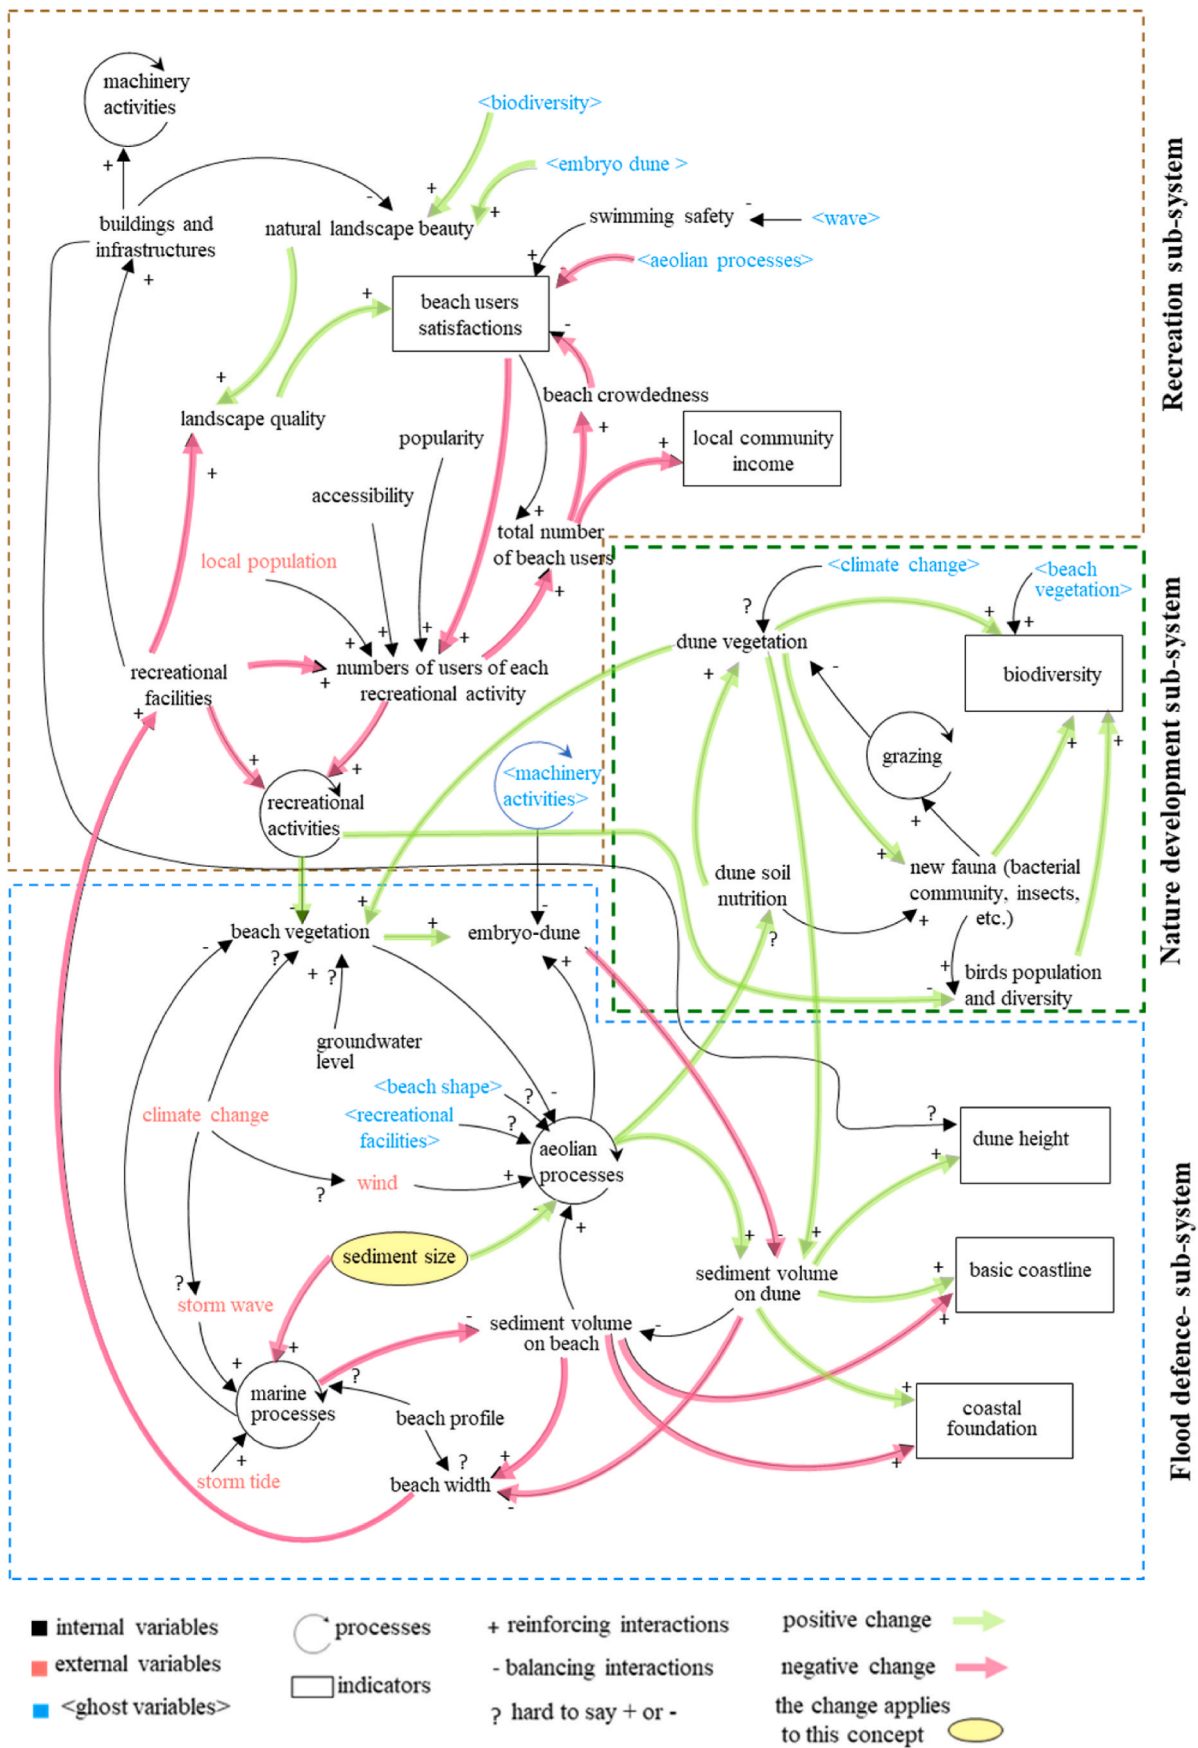 machinery
activities
<biodiversity>
<embryo dune >
+
-
+
+
buildings and
infrastructures
natural landscape beauty
swimming safety
-
<wave>
+
+
-
<aeolian processes>
+
beach users
satisfactions
-
+
landscape quality
beach crowdedness
+
+
popularity
+
local community
income
accessibility
+
total number
of beach users
local population
+
+
+
+
+
recreational
facilities
numbers of users of each
recreational activity
+
+
+
+
recreational
activities
<machinery
activities>
Recreation sub-system
<climate change>
<beach
vegetation>
?
+
+
dune vegetation
+
-
biodiversity
grazing
+
+
+
dune soil
nutrition
+
new fauna (bacterial
community, insects,
etc.)
+
?
+
-
birds population
and diversity
Nature development sub-system
-
+
-
-
beach vegetation
+
embryo-dune
+
?
+
?
groundwater
level
<beach shape>
?
-
<recreational
facilities>
?
climate change
aeolian
processes
?
wind
+
-
+
sediment size
?
dune height
+
+
-
+
sediment volume
on dune
+
basic coastline
+
?
storm wave
-
sediment volume
on beach
-
+
+
marine
processes
?
beach profile
+
coastal
foundation
+
?
+
+
storm tide
beach width
-
Flood defence- sub-system
internal variables
external variables
<ghost variables>
processes
indicators
+ reinforcing interactions
- balancing interactions
? hard to say + or -
positive change
negative change
the change applies
to this concept